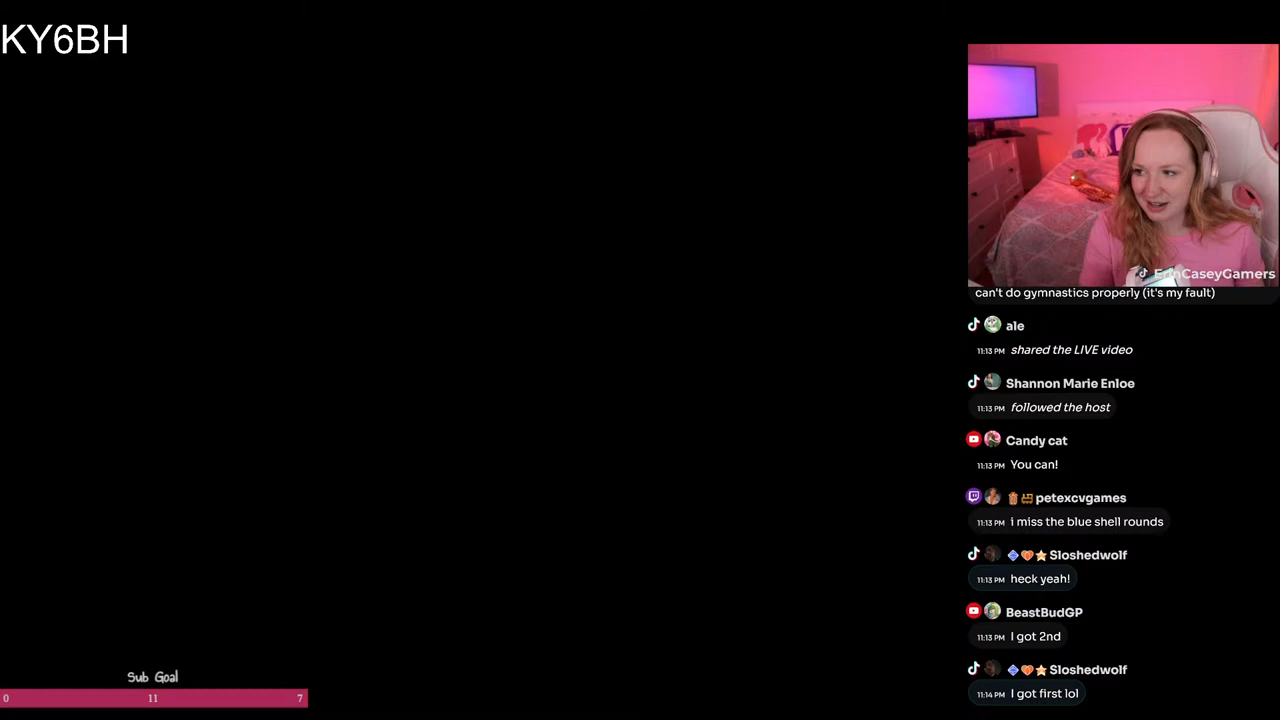 KY6BH
ErinCaseyGamers
can't do gymnastics properly (it's my fault)
ale
11:13 PM shared the LIVE video
Shannon Marie Enloe
11:13 PM followed the host
Candy cat
11:13 PM You can!
petexcvgames
11:13 PM i miss the blue shell rounds
Sloshedwolf
11:13 PM heck yeah!
BeastBudGP
11:13 PM I got 2nd
Sloshedwolf
11:14 PM I got first lol
Sub Goal
0 11 7